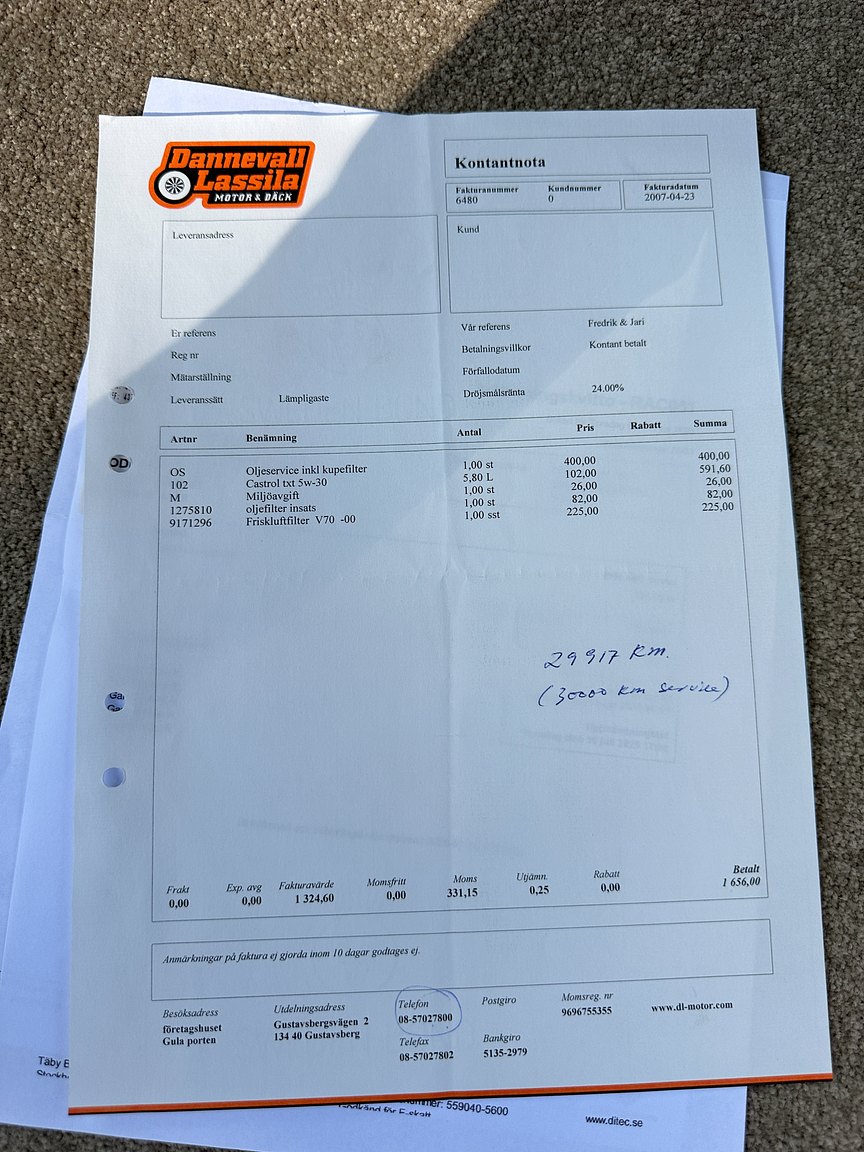 Dannevall
Lassila
MOTOR & DÄCK
Kontantnota
Fakturanummer Kundnummer Fakturadatum
6480 0 2007-04-23
Leveransadress Kund
Er referens Vår referens Fredrik & Jari
Reg nr Betalningsvillkor Kontant betalt
Mätarställning Förfallodatum
Leveranssätt Lämpligaste Dröjsmålsränta 24.00%
Artnr Benämning Antal Pris Rabatt Summa
OS Oljeservice inkl kupefilter 1,00 st 400,00 400,00
102 Castrol txt 5w-30 5,80 L 102,00 591,60
M Miljöavgift 1,00 st 26,00 26,00
1275810 oljefilter insats 1,00 st 82,00 82,00
9171296 Friskluftfilter V70 -00 1,00 sst 225,00 225,00
29917 km.
(30000 km service)
Frakt Exp. avg Fakturavärde Momsfritt Moms Utjämn. Rabatt Betalt
0,00 0,00 1 324,60 0,00 331,15 0,25 0,00 1 656,00
Anmärkningar på faktura ej gjorda inom 10 dagar godtages ej.
Besöksadress Utdelningsadress Telefon Postgiro Momsreg. nr www.dl-motor.com
företagshuset Gustavsbergsvägen 2 08-57027800 9696755355
Gula porten 134 40 Gustavsberg
Telefax Bankgiro
08-57027802 5135-2979
Täby
559040-5600
Godkänd för F-skatt
www.ditec.se